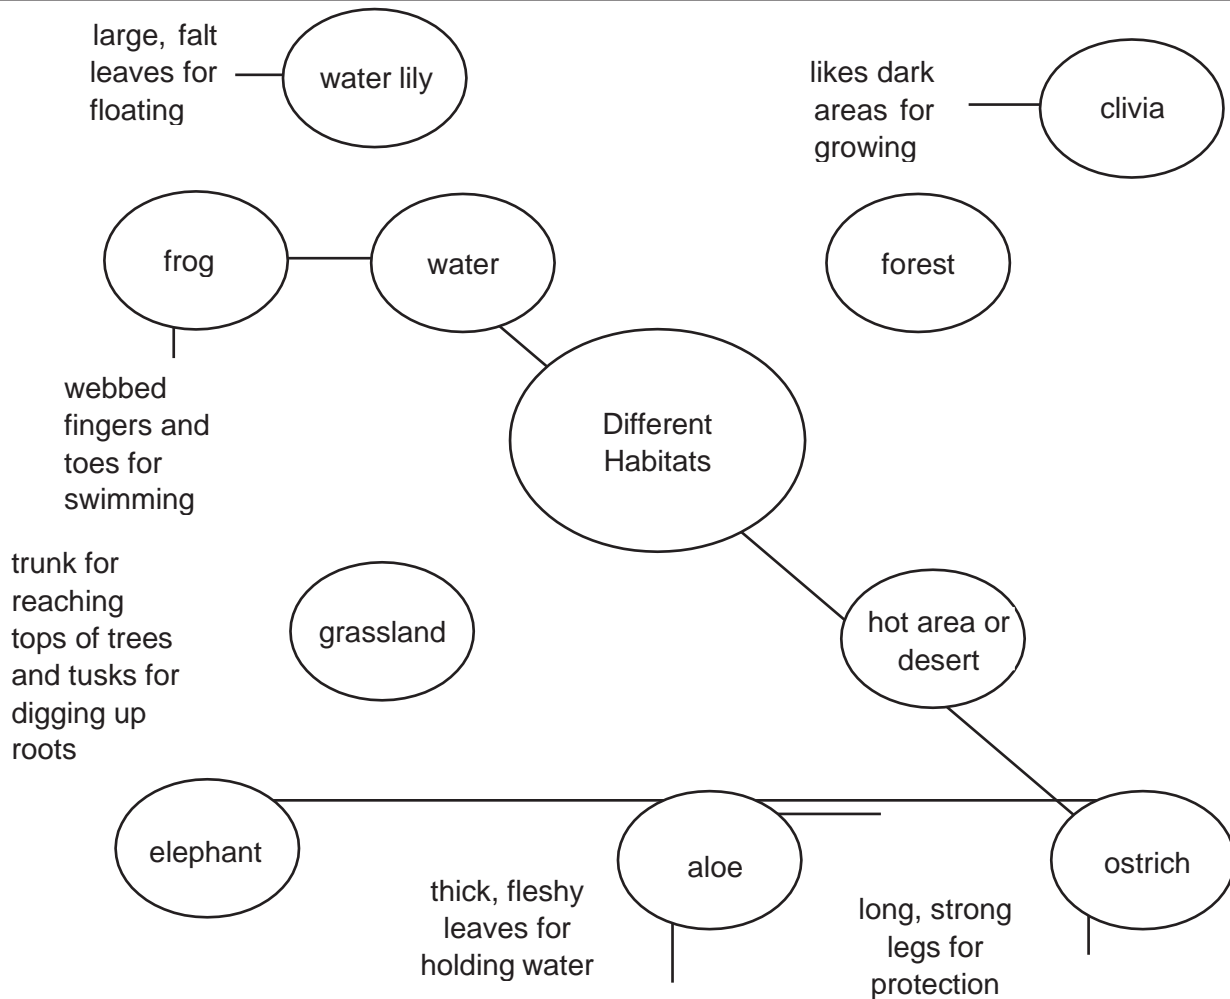 large, falt
leaves for
floating
water lily
likes dark
areas for
growing
clivia
frog
water
forest
webbed
fingers and
toes for
swimming
Different
Habitats
trunk for
reaching
tops of trees
and tusks for
digging up
roots
grassland
hot area or
desert
elephant
aloe
ostrich
thick, fleshy
leaves for
holding water
long, strong
legs for
protection